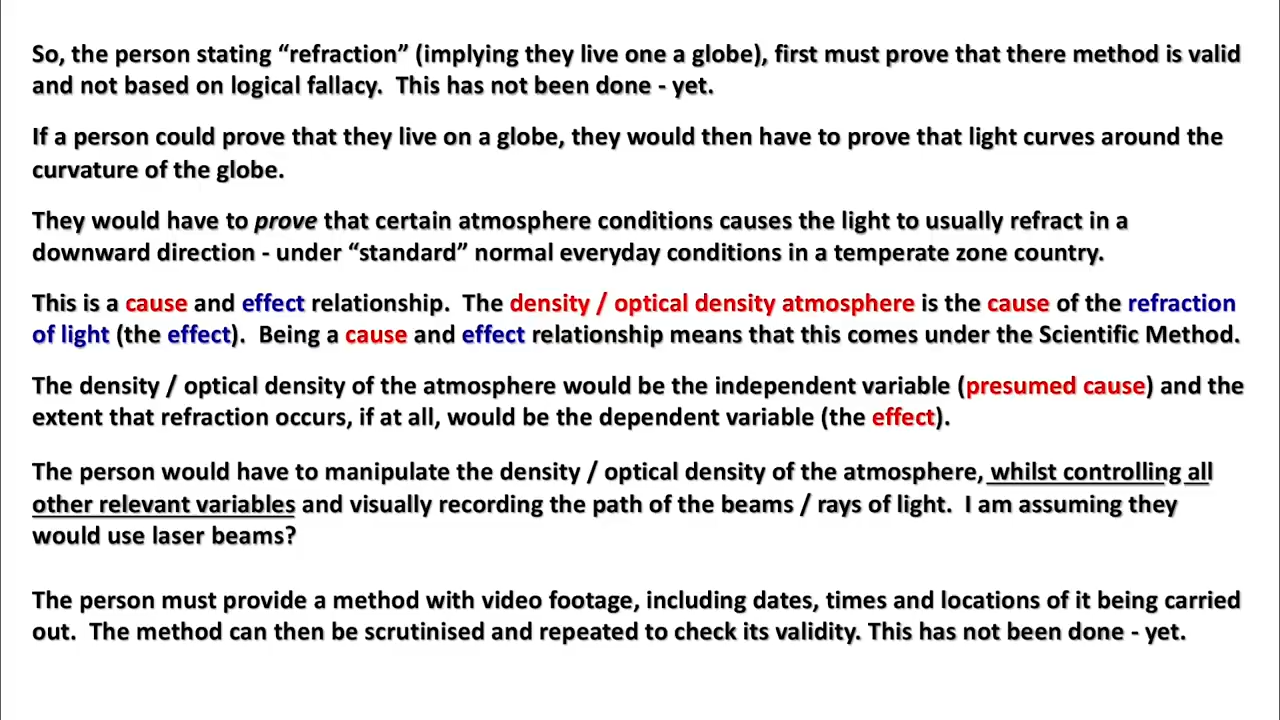 So, the person stating “refraction” (implying they live one a globe), first must prove that there method is valid
and not based on logical fallacy.  This has not been done - yet.
If a person could prove that they live on a globe, they would then have to prove that light curves around the
curvature of the globe.
They would have to prove that certain atmosphere conditions causes the light to usually refract in a
downward direction - under “standard” normal everyday conditions in a temperate zone country.
This is a cause and effect relationship.  The density / optical density atmosphere is the cause of the refraction
of light (the effect).  Being a cause and effect relationship means that this comes under the Scientific Method.
The density / optical density of the atmosphere would be the independent variable (presumed cause) and the
extent that refraction occurs, if at all, would be the dependent variable (the effect).
The person would have to manipulate the density / optical density of the atmosphere, whilst controlling all
other relevant variables and visually recording the path of the beams / rays of light.  I am assuming they
would use laser beams?
The person must provide a method with video footage, including dates, times and locations of it being carried
out.  The method can then be scrutinised and repeated to check its validity. This has not been done - yet.